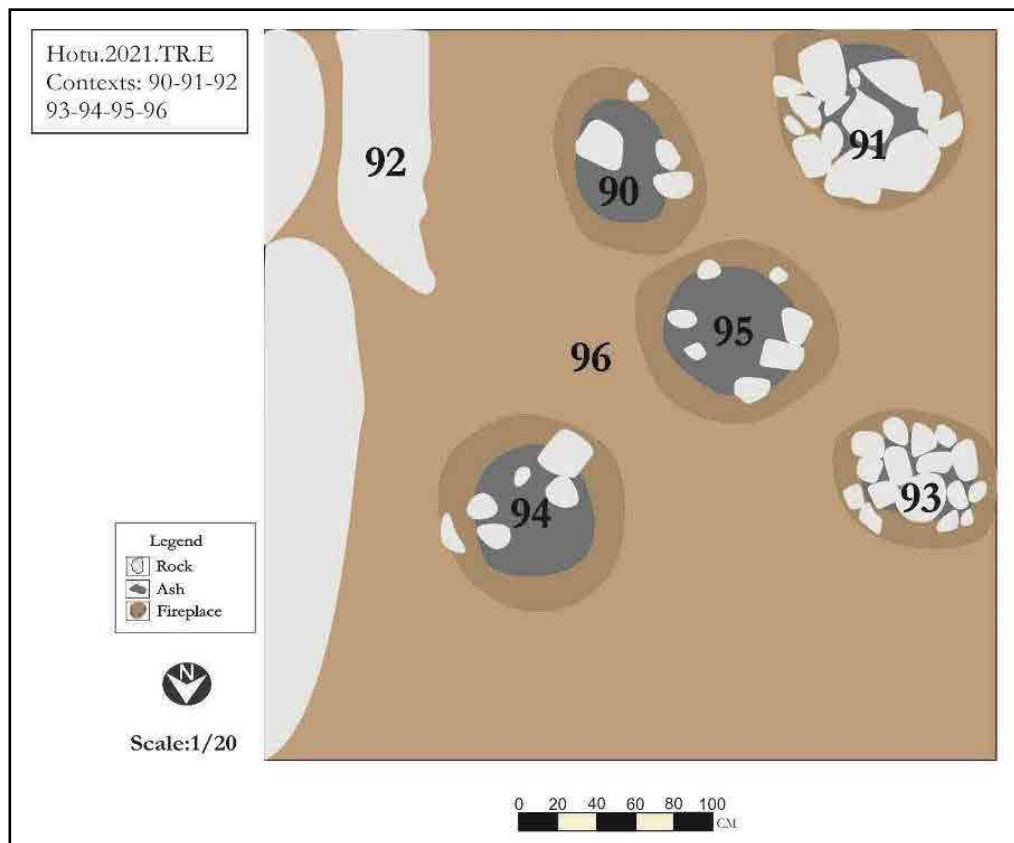 Hotu.2021.TR.E
Contexts: 90-91-92
93-94-95-96
92
90
91
95
96
94
93
Legend
Rock
Ash
Fireplace
N
Scale:1/20
0 20 40 60 80 100
CM